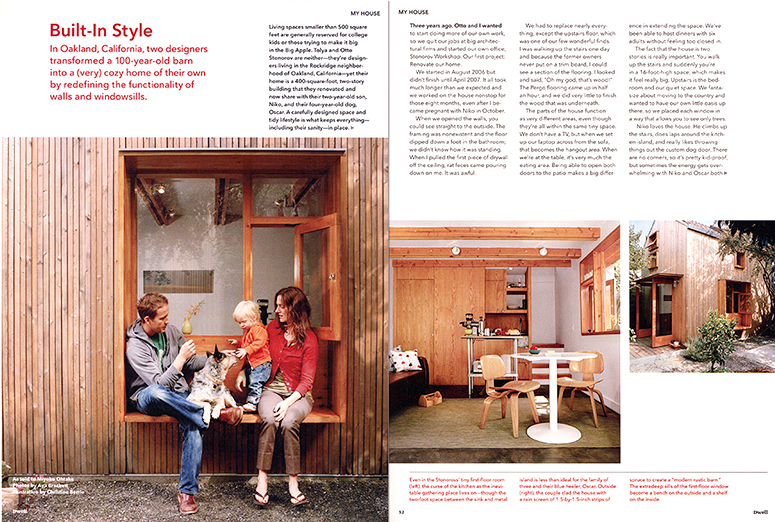 MY HOUSE
Built-In Style
In Oakland, California, two designers
transformed a 100-year-old barn
into a (very) cozy home of their own
by redefining the functionality of
walls and windowsills.
Living spaces smaller than 500 square
feet are generally reserved for college
kids or those trying to make it big
in the Big Apple. Tolya and Otto
Stonorov are neither—they're design-
ers living in the Rockridge neighbor-
hood of Oakland, California—yet their
home is a 400-square-foot, two-story
building that they renovated and
now share with their two-year-old son,
Niko, and their four-year-old dog,
Oscar. A carefully designed space and
tidy lifestyle is what keeps everything—
including their sanity—in place.
As told to Miyoko Ohtake
Photos by
Illustration by Christine Berrie
Dwell
MY HOUSE
Three years ago, Otto and I wanted
to start doing more of our own work,
so we quit our jobs at big architec-
tural firms and started our own office,
Stonorov Workshop. Our first project:
Renovate our home.
We started in August 2006 but
didn't finish until April 2007. It all took
much longer than we expected and
we worked on the house nonstop for
those eight months, even after I be-
came pregnant with Niko in October.
When we opened the walls, you
could see straight to the outside. The
framing was nonexistent and the floor
dipped down a foot in the bathroom;
we didn't know how it was standing.
When I pulled the first piece of drywall
off the ceiling, rat feces came pouring
down on me. It was awful.
We had to replace nearly every-
thing, except the upstairs floor, which
was one of our few wonderful finds.
I was walking up the stairs one day
and because the former owners
never put on a trim board, I could
see a section of the flooring. I looked
and said, "Oh my god, that's wood!"
The Pergo flooring came up in half
an hour, and we did very little to finish
the wood that was underneath.
The parts of the house function
as very different areas, even though
they're all within the same tiny space.
We don't have a TV, but when we set
up our laptop across from the sofa,
that becomes the hangout area. When
we're at the table, it's very much the
eating area. Being able to open both
doors to the patio makes a big differ-
ence in extending the space. We've
been able to host dinners with six
adults without feeling too closed in.
The fact that the house is two
stories is really important. You walk
up the stairs and suddenly you're
in a 16-foot-high space, which makes
it feel really big. Upstairs is the bed-
room and our quiet space. We fanta-
size about moving to the country and
wanted to have our own little oasis up
there, so we placed each window in
a way that allows you to see only trees.
Niko loves the house. He climbs up
the stairs, does laps around the kitch-
en island, and really likes throwing
things out the custom dog door. There
are no corners, so it's pretty kid-proof,
but sometimes the energy gets over-
whelming with Niko and Oscar both
Even in the Stonorovs' tiny first-floor room
(left), the curve of the kitchen as the inevi-
table gathering place lives on—though the
two-foot space between the sink and metal
island is less than ideal for the family of
three and their blue heeler, Oscar. Outside
(right), the couple clad the house with
a rain screen of 1.5-by-1.5-inch strips of
spruce to create a "modern rustic barn."
The extradeep sills of the first-floor window
become a bench on the outside and a shelf
on the inside.
52
Dwell